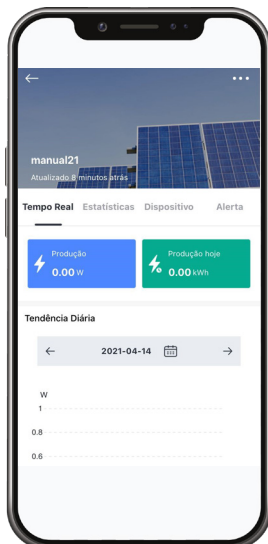 manual21
Atualizado 8 minutos atrás
Tempo Real Estatísticas Dispositivo Alerta
Produção
0.00 W
Produção hoje
0.00 kWh
Tendência Diária
2021-04-14
W
1
0.8
0.6